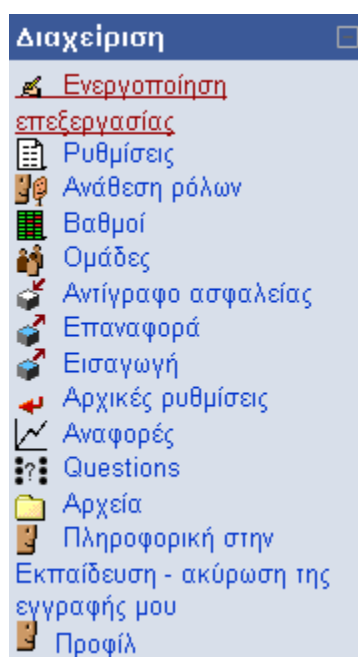 Διαχείριση
Ενεργοποίηση
επεξεργασίας
Ρυθμίσεις
Ανάθεση ρόλων
Βαθμοί
Ομάδες
Αντίγραφο ασφαλείας
Επαναφορά
Εισαγωγή
Αρχικές ρυθμίσεις
Αναφορές
Questions
Αρχεία
Πληροφορική στην
Εκπαίδευση - ακύρωση της
εγγραφής μου
Προφίλ